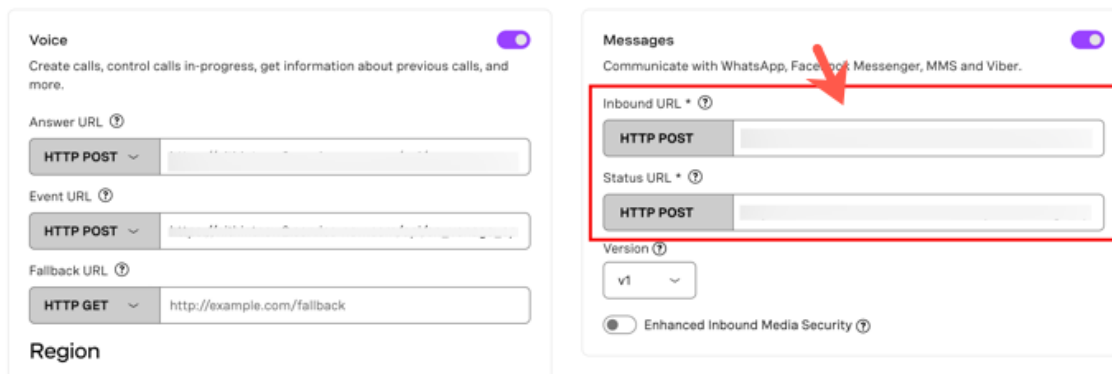 Voice
Create calls, control calls in-progress, get information about previous calls, and
more.
Answer URL ?
HTTP POST
Event URL ?
HTTP POST
Fallback URL ?
HTTP GET http://example.com/fallback
Region
Messages
Communicate with WhatsApp, Facebook Messenger, MMS and Viber.
Inbound URL * ?
HTTP POST
Status URL * ?
HTTP POST
Version ?
v1
Enhanced Inbound Media Security ?